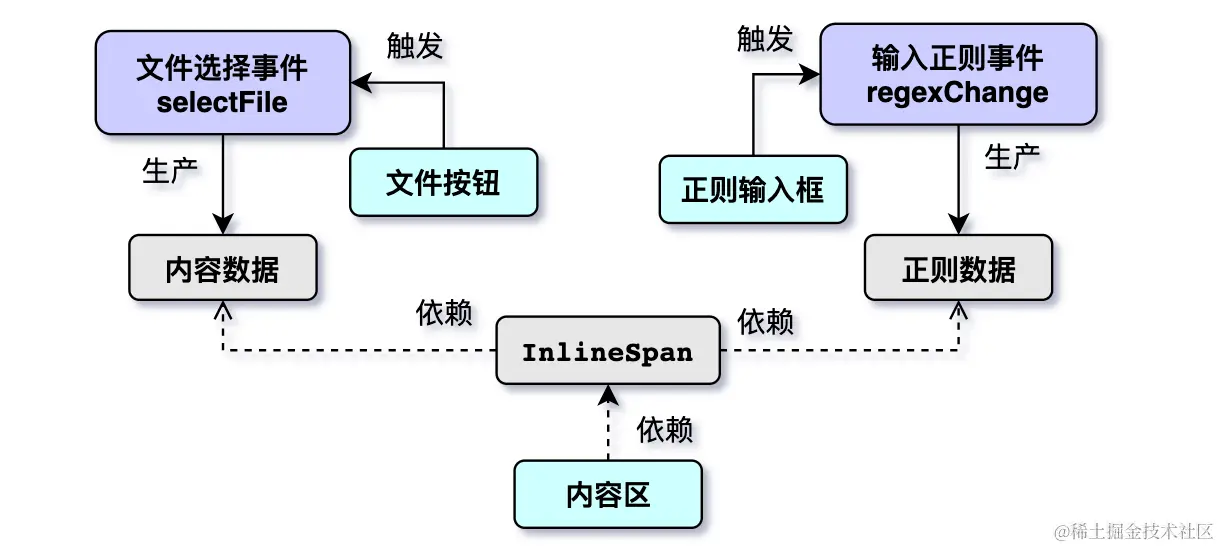 触发
触发
文件选择事件
selectFile
输入正则事件
regexChange
生产
文件按钮
正则输入框
生产
内容数据
正则数据
依赖
InlineSpan
依赖
依赖
内容区
@稀土掘金技术社区